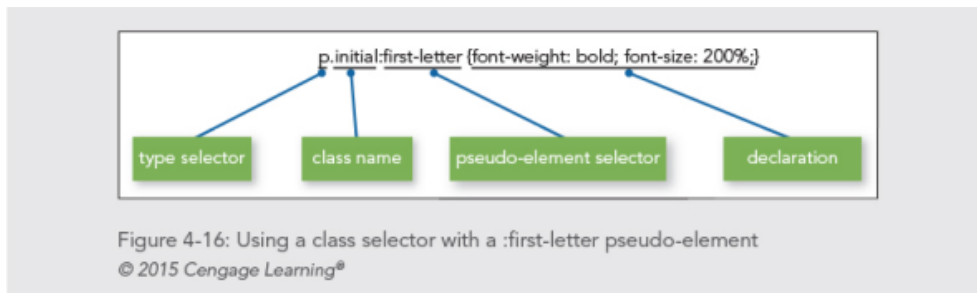 p.initial:first-letter {font-weight: bold; font-size: 200%;}
type selector
class name
pseudo-element selector
declaration
Figure 4-16: Using a class selector with a :first-letter pseudo-element
© 2015 Cengage Learning®